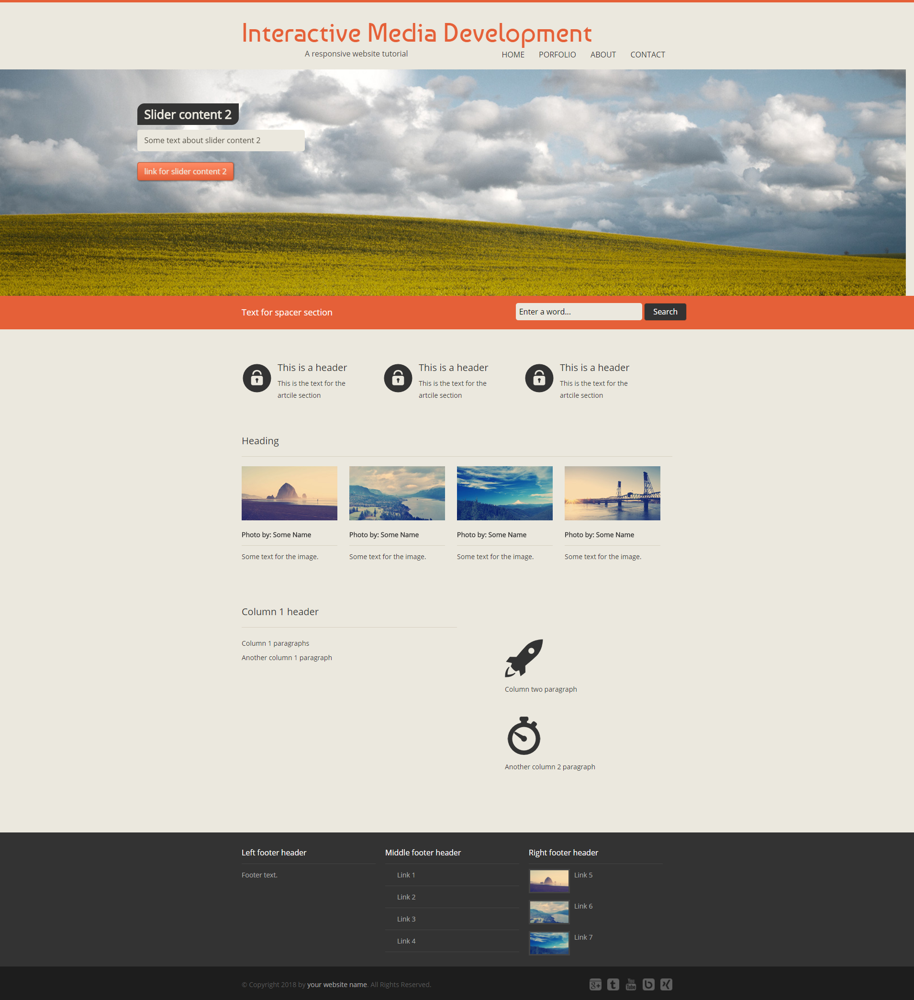 Interactive Media Development
A responsive website tutorial
HOME PORFOLIO ABOUT CONTACT
Slider content 2
Some text about slider content 2
link for slider content 2
Text for spacer section
Enter a word...
Search
This is a header
This is the text for the
artcile section
This is a header
This is the text for the
artcile section
This is a header
This is the text for the
artcile section
Heading
Photo by: Some Name
Some text for the image.
Photo by: Some Name
Some text for the image.
Photo by: Some Name
Some text for the image.
Photo by: Some Name
Some text for the image.
Column 1 header
Column 1 paragraphs
Another column 1 paragraph
Column two paragraph
Another column 2 paragraph
Left footer header
Footer text.
Middle footer header
Link 1
Link 2
Link 3
Link 4
Right footer header
Link 5
Link 6
Link 7
© Copyright 2018 by your website name. All Rights Reserved.
g+ t You Tube b X